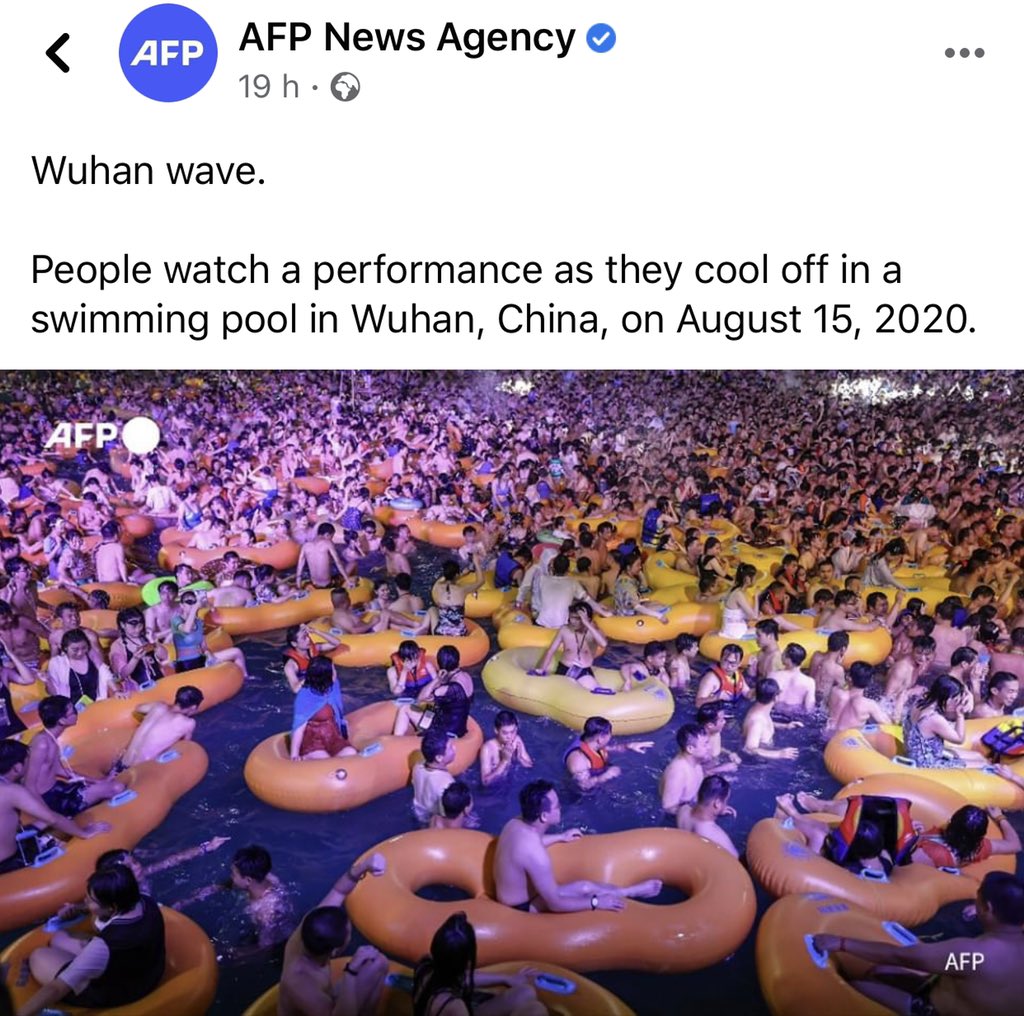 AFP
AFP News Agency
19 h ·
Wuhan wave.
People watch a performance as they cool off in a
swimming pool in Wuhan, China, on August 15, 2020.
AFP
AFP